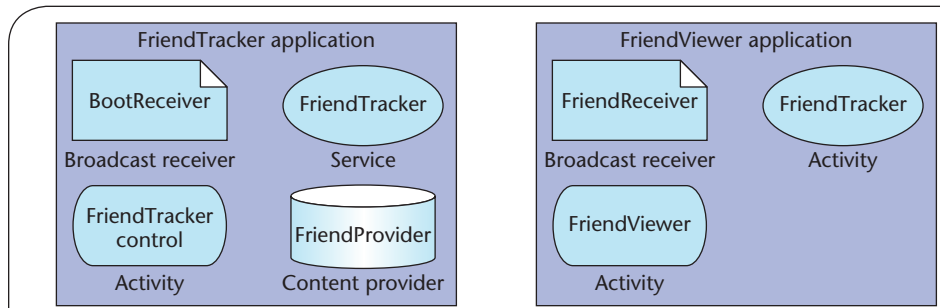 FriendTracker application
BootReceiver
Broadcast receiver
FriendTracker
Service
FriendTracker
control
Activity
FriendProvider
Content provider
FriendViewer application
FriendReceiver
Broadcast receiver
FriendTracker
Activity
FriendViewer
Activity